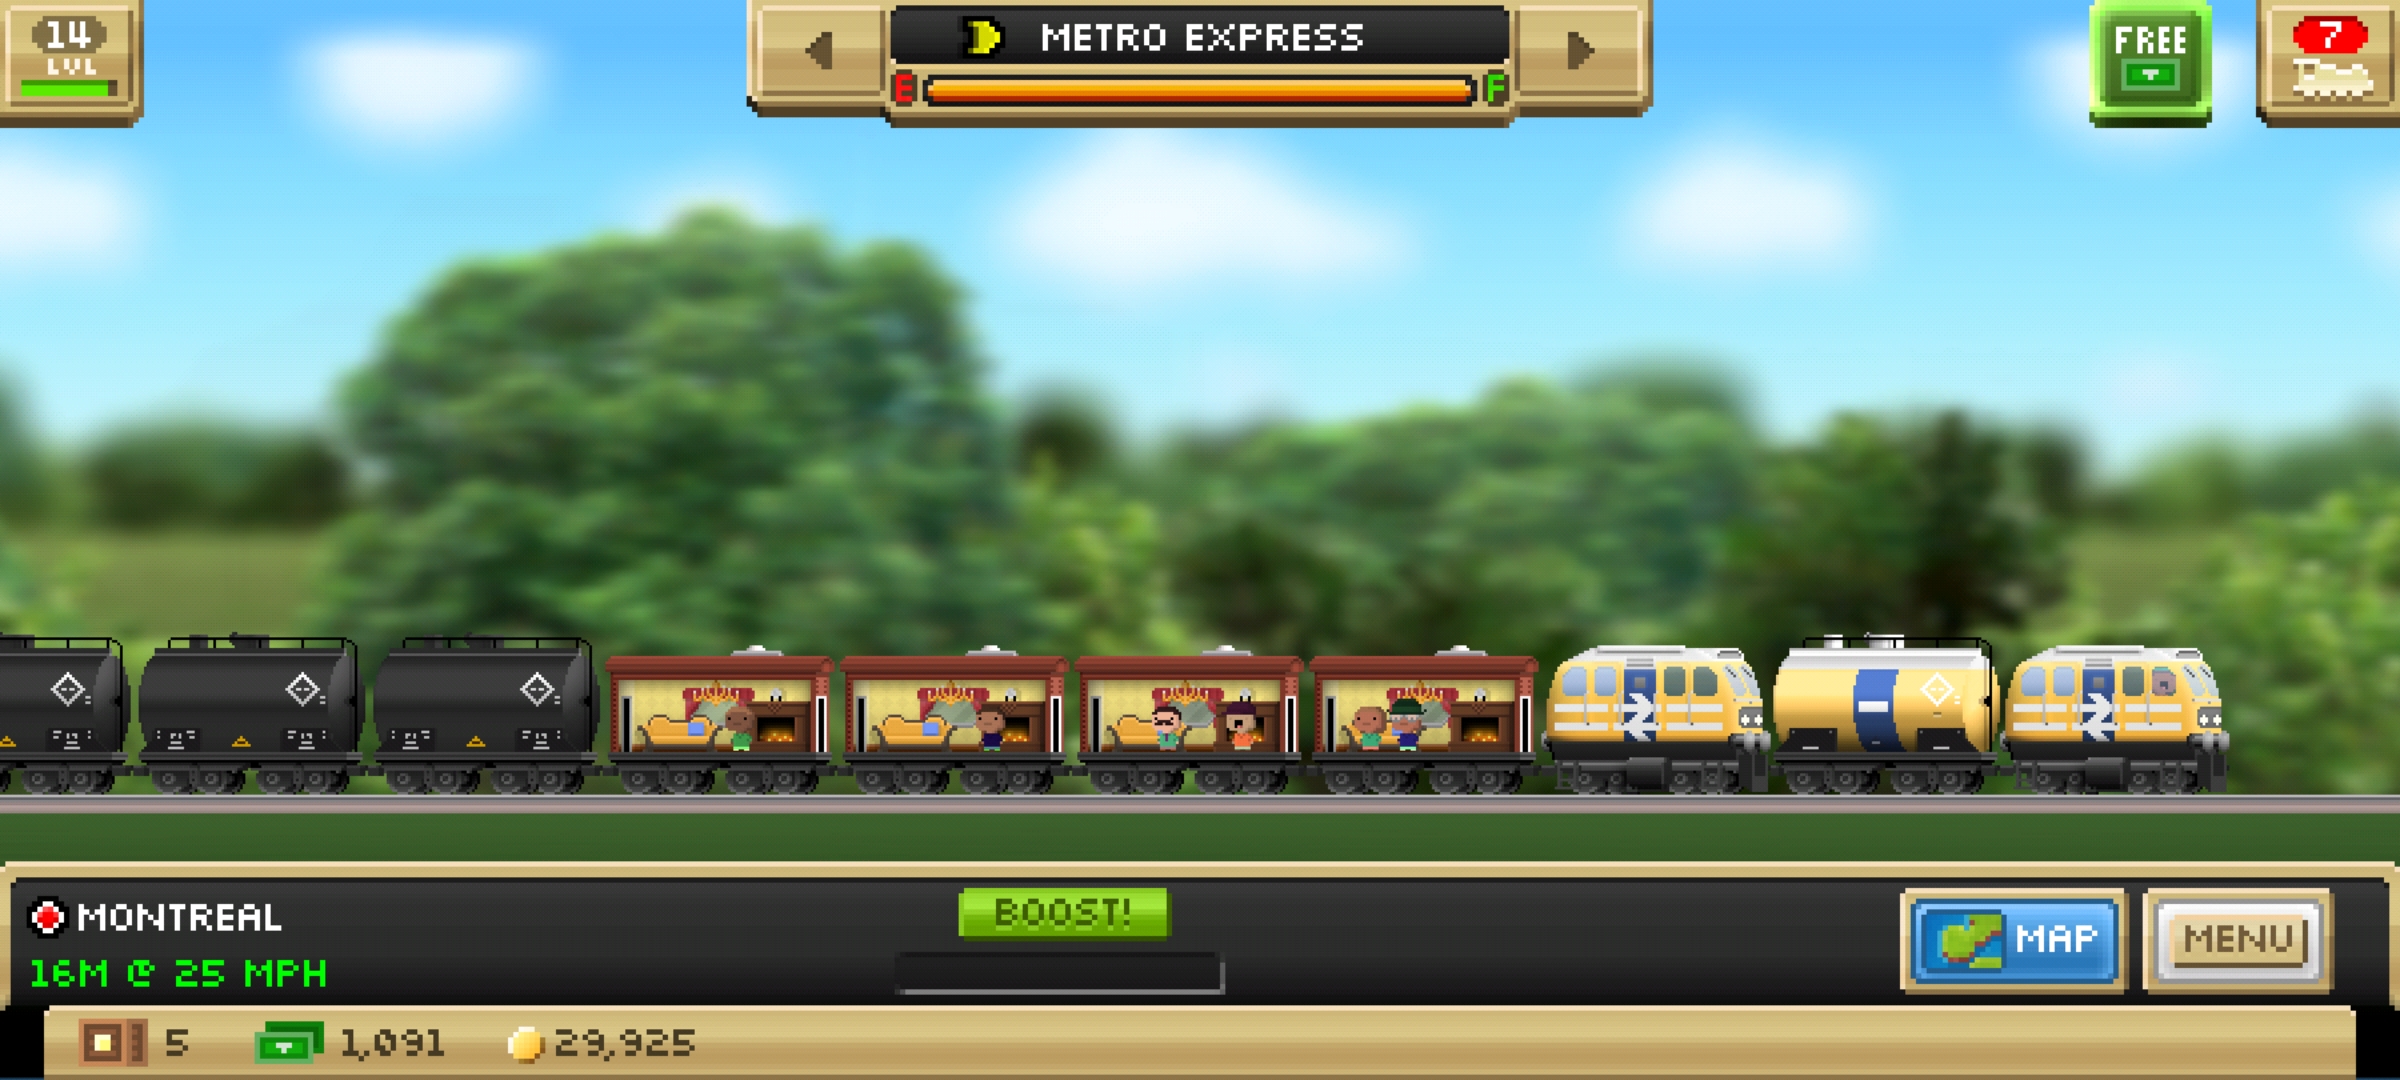 14
LVL
METRO EXPRESS
E
F
FREE
7
MONTREAL
16M @ 25 MPH
BOOST!
MAP
MENU
5
1,091
29,925